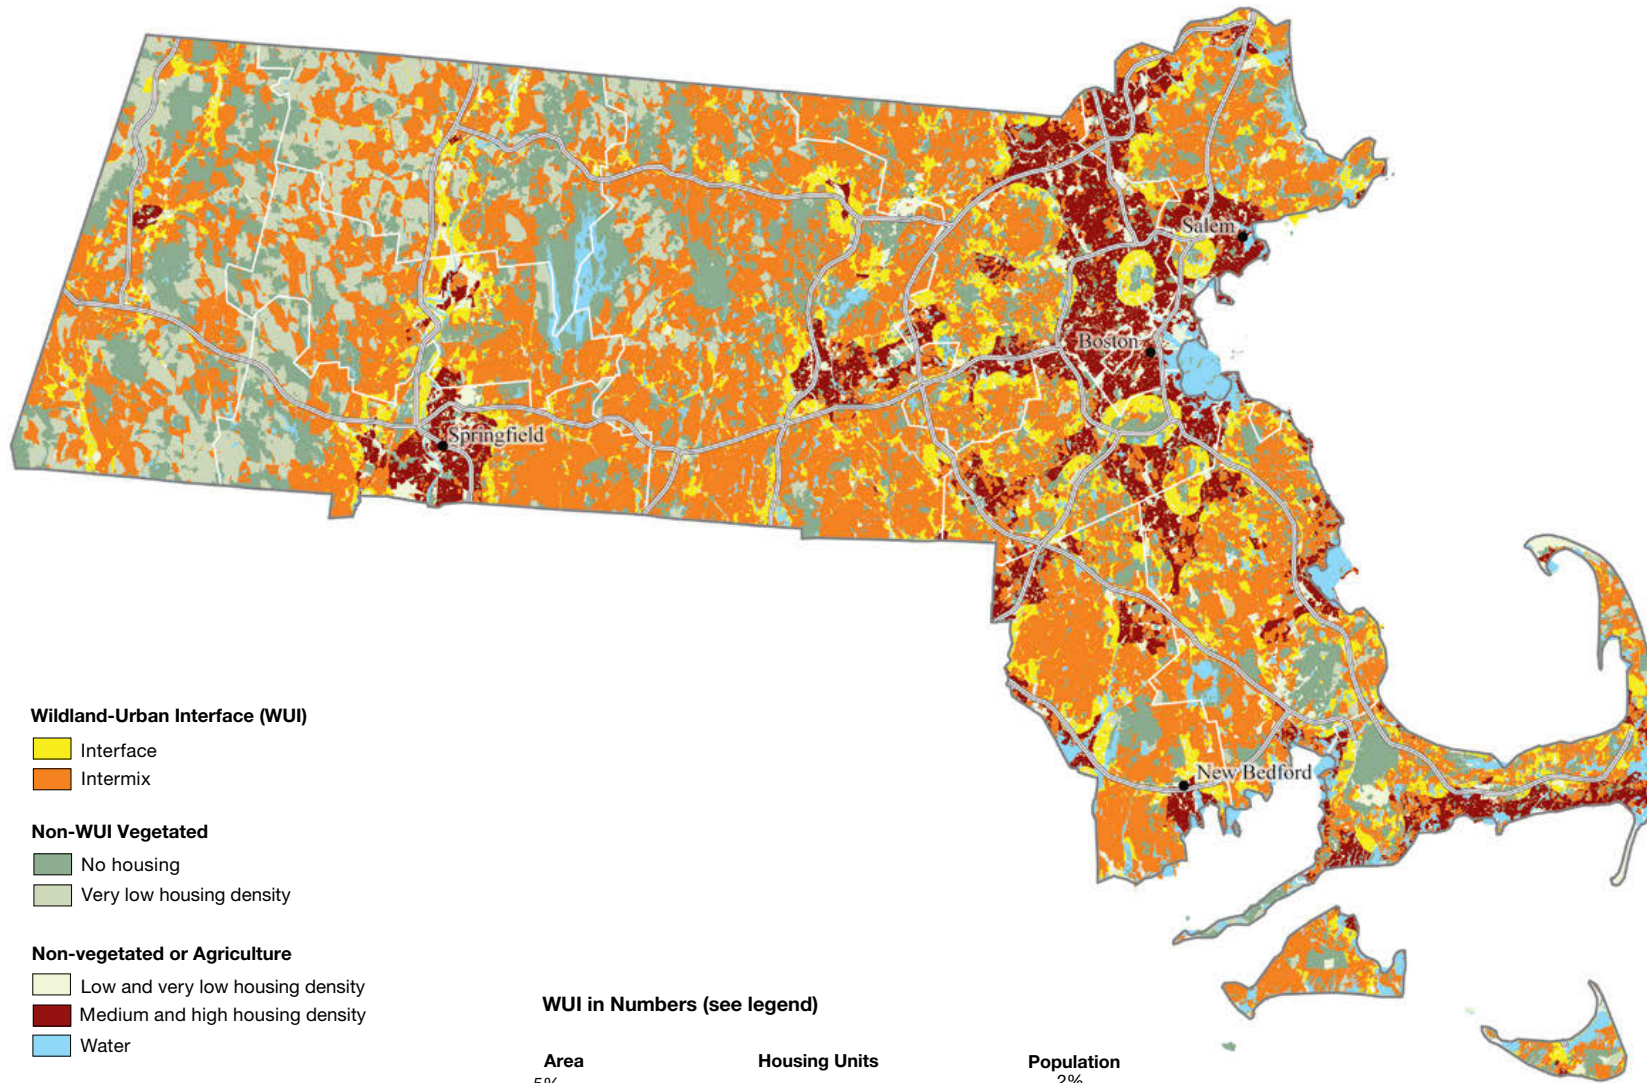 Salem
Boston
Springfield
New Bedford
Wildland-Urban Interface (WUI)
Interface
Intermix
Non-WUI Vegetated
No housing
Very low housing density
Non-vegetated or Agriculture
Low and very low housing density
Medium and high housing density
Water
WUI in Numbers (see legend)
Area Housing Units Population
5% 2%